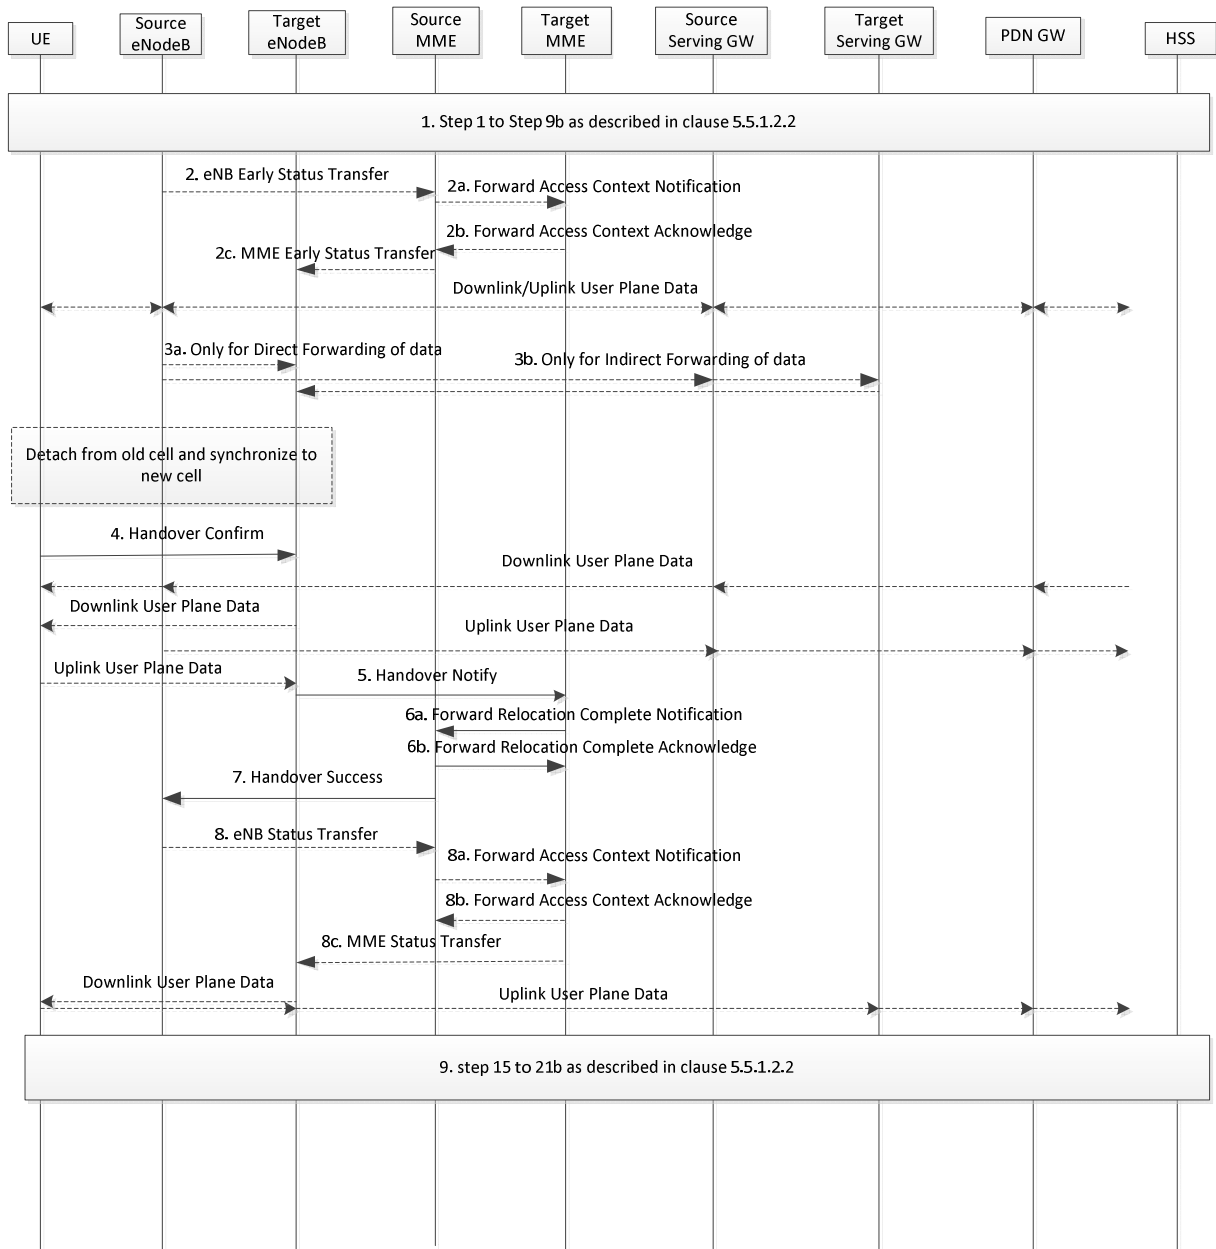 UE
Source
eNodeB
Target
eNodeB
Source
MME
Target
MME
Source
Serving GW
Target
Serving GW
PDN GW
HSS
1. Step 1 to Step 9b as described in clause 5.5.1.2.2
2. eNB Early Status Transfer
2a. Forward Access Context Notification
2b. Forward Access Context Acknowledge
2c. MME Early Status Transfer
Downlink/Uplink User Plane Data
3a. Only for Direct Forwarding of data
3b. Only for Indirect Forwarding of data
Detach from old cell and synchronize to
new cell
4. Handover Confirm
Downlink User Plane Data
Downlink User Plane Data
Uplink User Plane Data
Uplink User Plane Data
5. Handover Notify
6a. Forward Relocation Complete Notification
6b. Forward Relocation Complete Acknowledge
7. Handover Success
8. eNB Status Transfer
8a. Forward Access Context Notification
8b. Forward Access Context Acknowledge
8c. MME Status Transfer
Downlink User Plane Data
Uplink User Plane Data
9. step 15 to 21b as described in clause 5.5.1.2.2